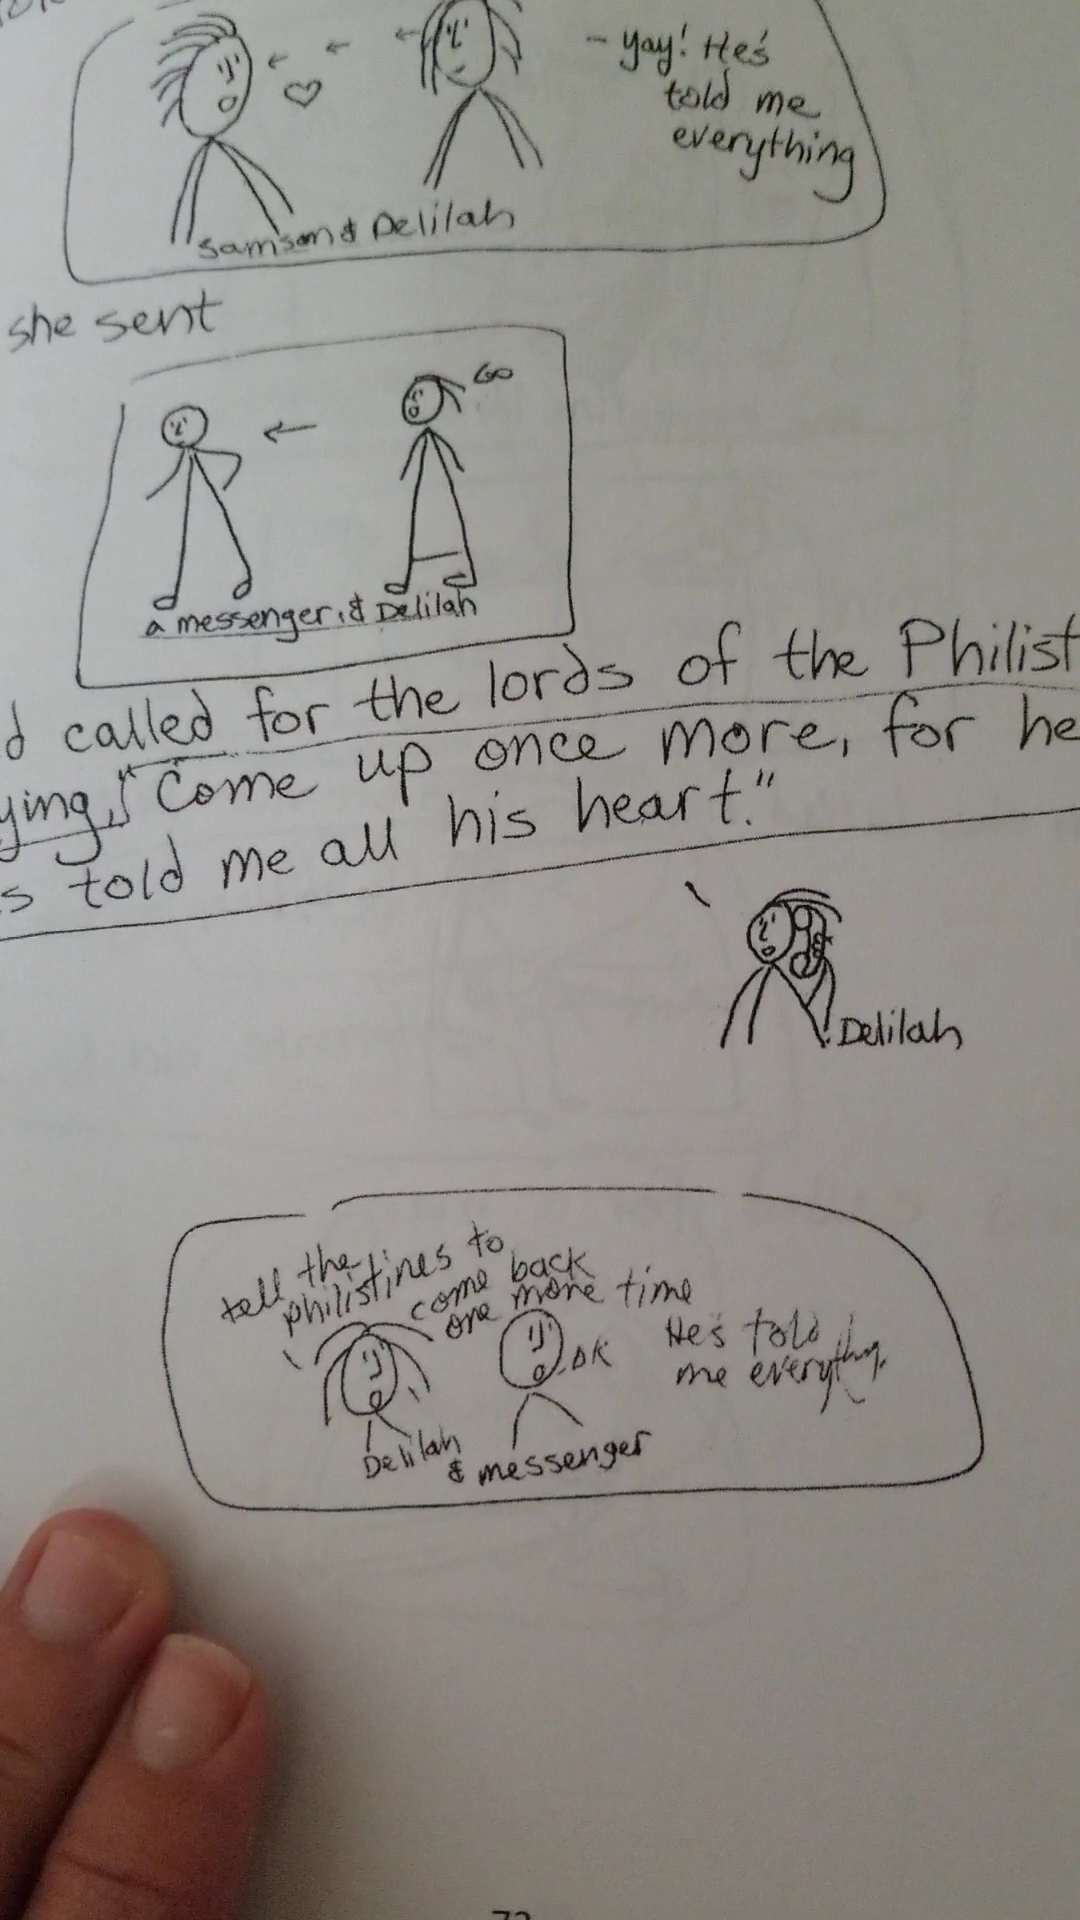 - yay! He's
told me
everything
Samson & Delilah
she sent
Go
a messenger & Delilah
d called for the lords of the Philist
ying, "Come up once more, for he
s told me all his heart."
Delilah
tell the
philistines to
come back
one more time
OK
He's told
me everything.
Delilah
& messenger